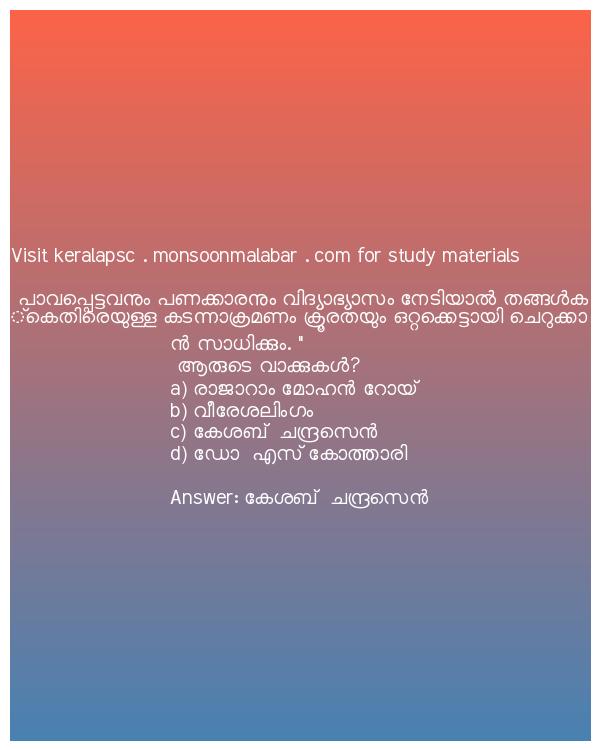 Visit keralapsc . monsoonmalabar . com for study materials
പാവപ്പെട്ടവനും പണക്കാരനും വിദ്യാഭ്യാസം നേടിയാൽ തങ്ങൾക
്കെതിരെയുള്ള കടന്നാക്രമണം ക്രൂരതയും ഒറ്റക്കെട്ടായി ചെറുക്കാ
ൻ സാധിക്കും. "
ആരുടെ വാക്കുകൾ?
a) രാജാറാം മോഹൻ റോയ്
b) വീരേശലിംഗം
c) കേശബ് ചന്ദ്രസെൻ
d) ഡോ എസ് കോത്താരി
Answer: കേശബ് ചന്ദ്രസെൻ